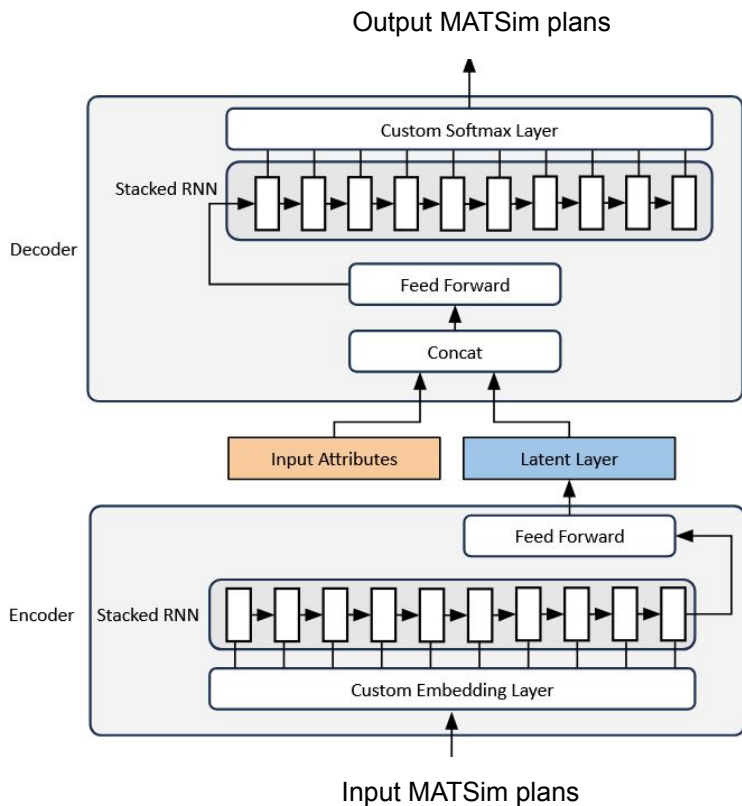 Output MATSim plans
Custom Softmax Layer
Stacked RNN
Decoder
Feed Forward
Concat
Input Attributes
Latent Layer
Feed Forward
Encoder
Stacked RNN
Custom Embedding Layer
Input MATSim plans